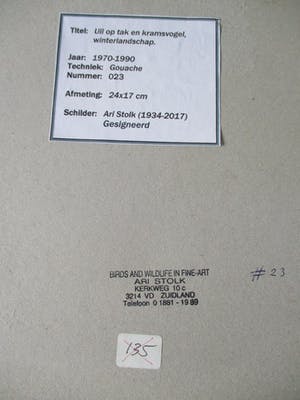 Titel: Uil op tak en kramsvogel,
winterlandschap.
Jaar: 1970-1990
Techniek: Gouache
Nummer: 023
Afmeting: 24x17 cm
Schilder: Ari Stolk (1934-2017)
Gesigneerd
BIRDS AND WILDLIFE IN FINE-ART
ARI STOLK
KERKWEG 10 c
3214 VD ZUIDLAND
Telefoon 0 1881 - 19 89
#23
135